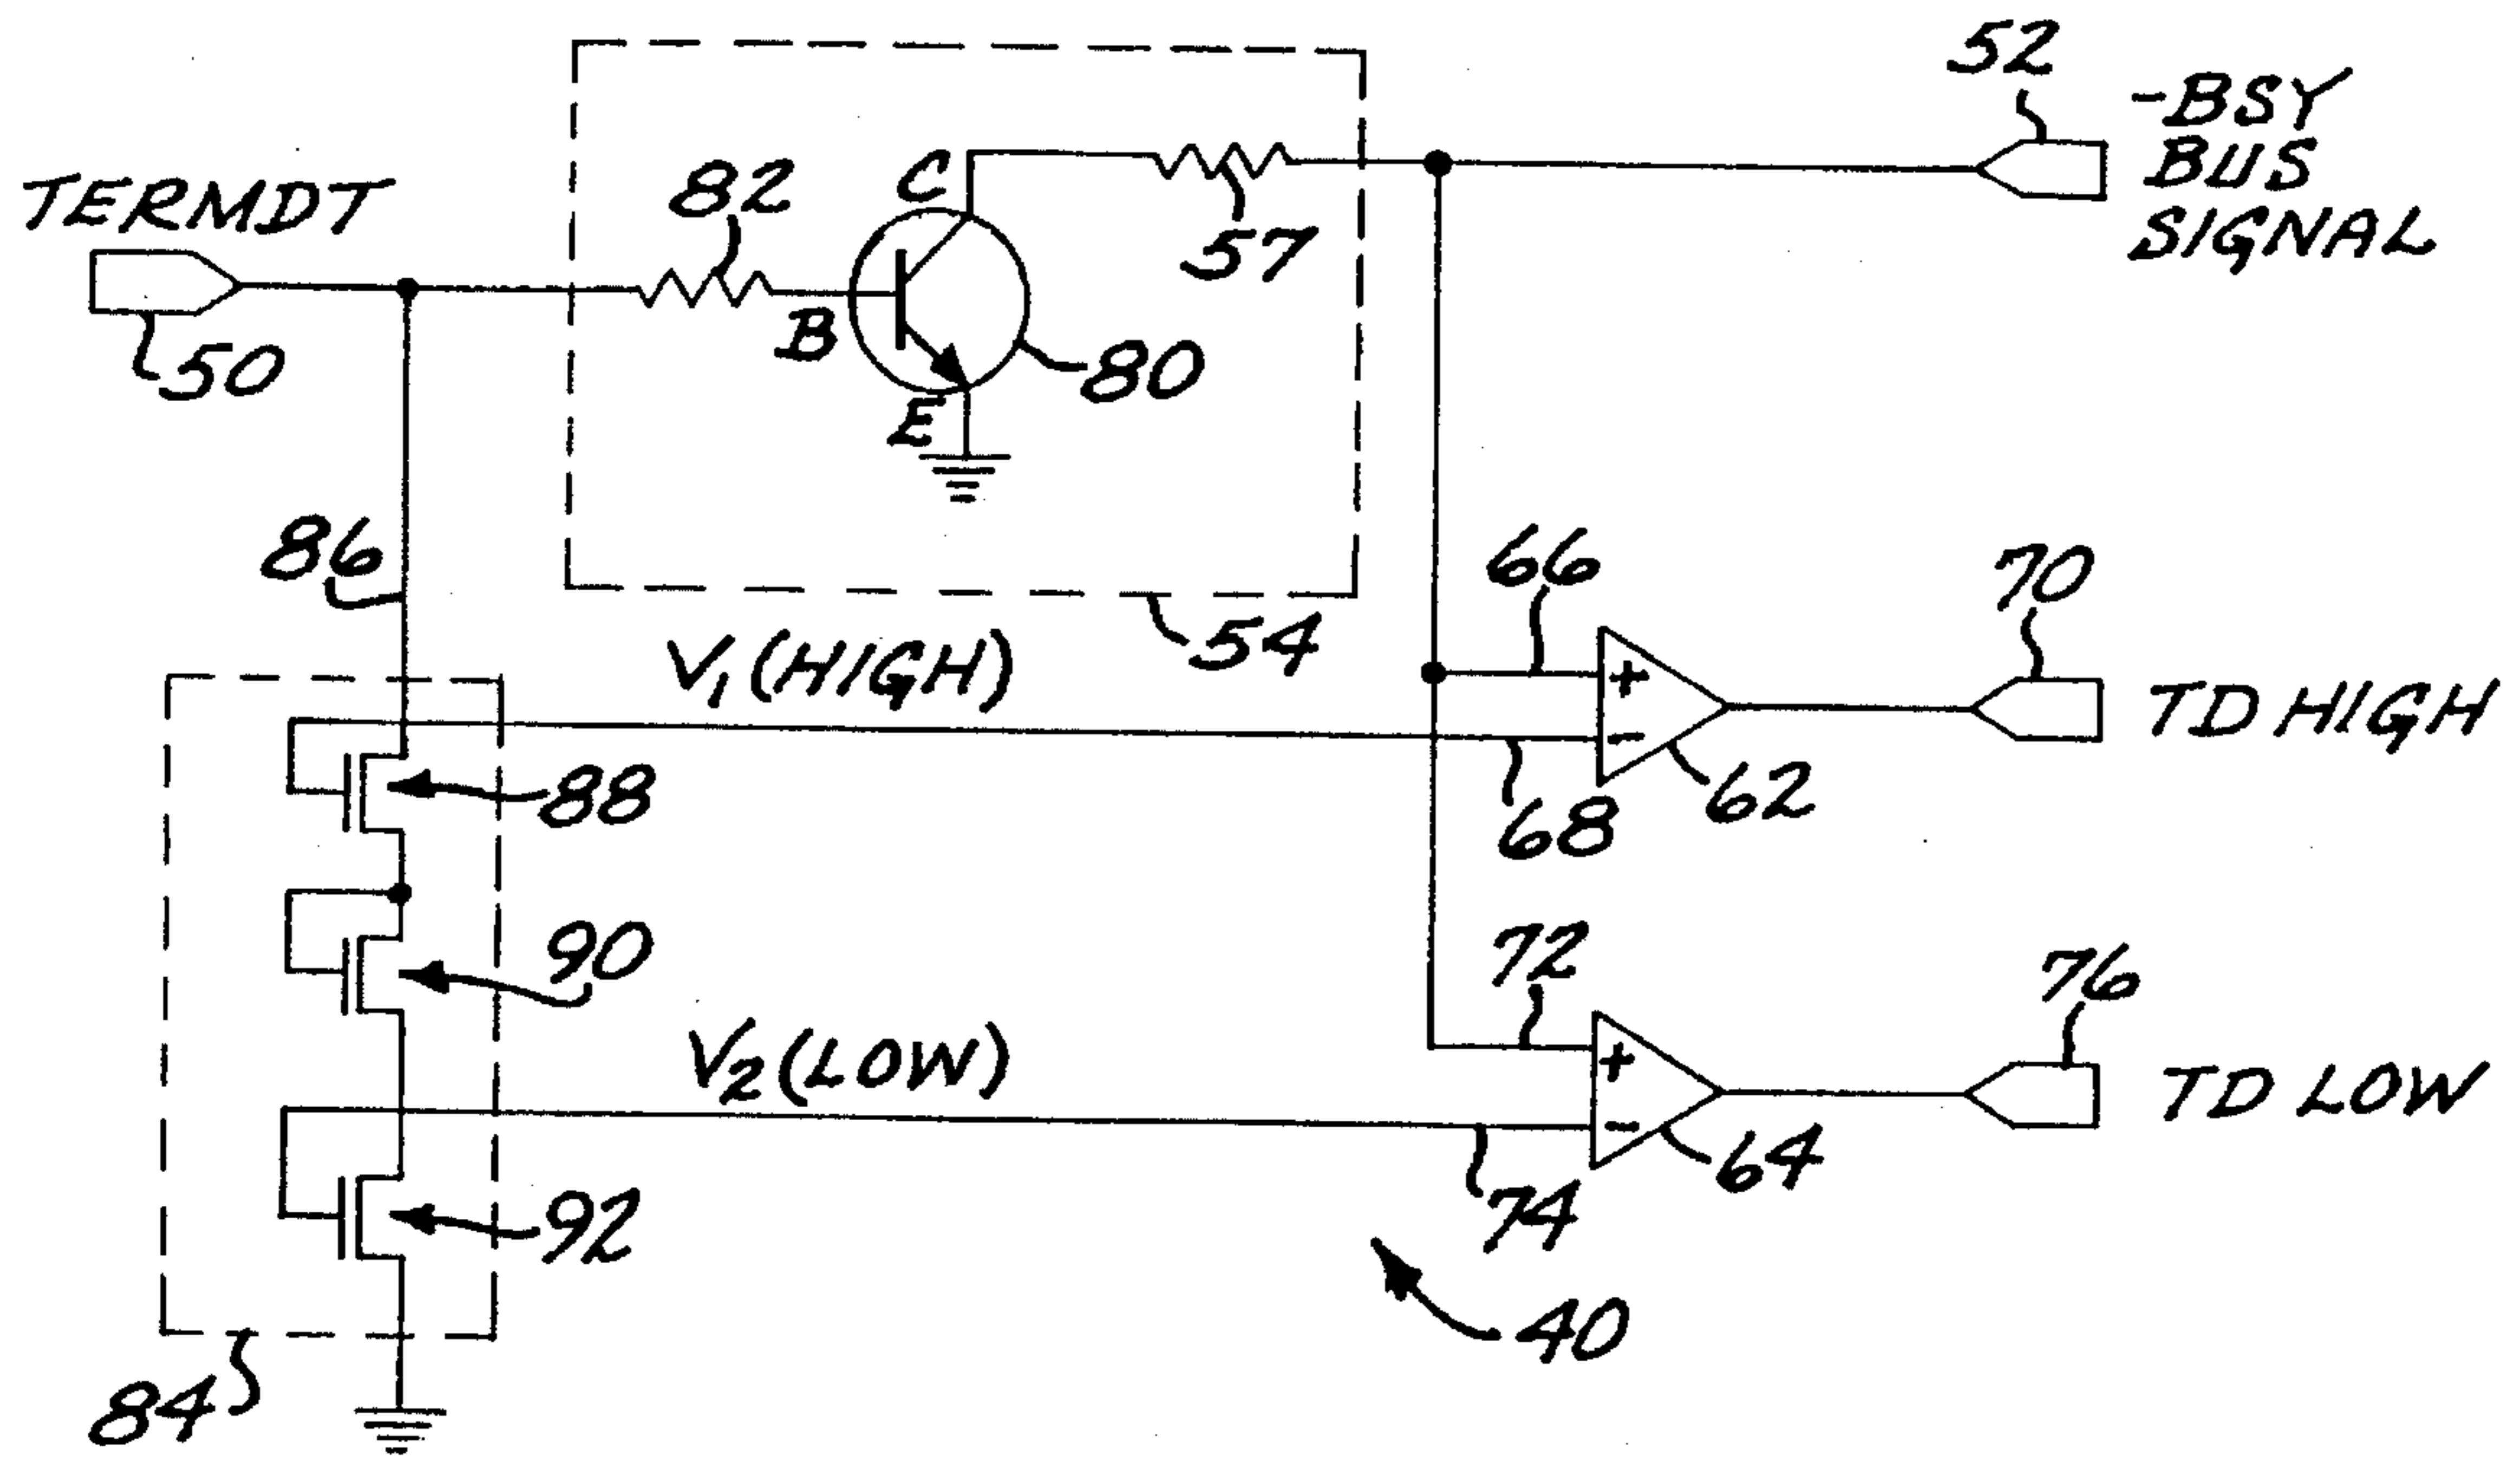 52
-BSY
BUS
SIGNAL
TERMDT
50
82
C
B
E
80
57
86
54
V1 (HIGH)
66
+
-
68
62
70
TD HIGH
88
90
V2 (LOW)
72
+
-
74
64
76
TD LOW
92
84
40